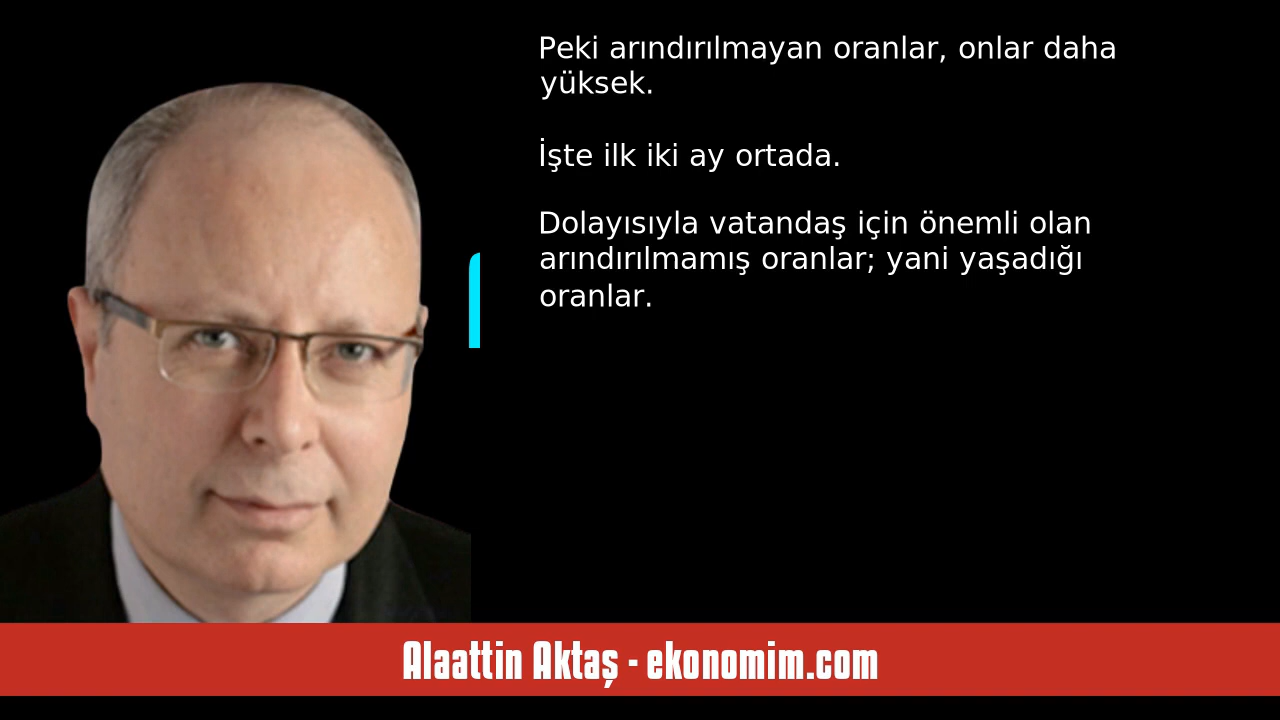 Peki arındırılmayan oranlar, onlar daha
yüksek.
İşte ilk iki ay ortada.
Dolayısıyla vatandaş için önemli olan
arındırılmamış oranlar; yani yaşadığı
oranlar.
Alaattin Aktaş - ekonomim.com